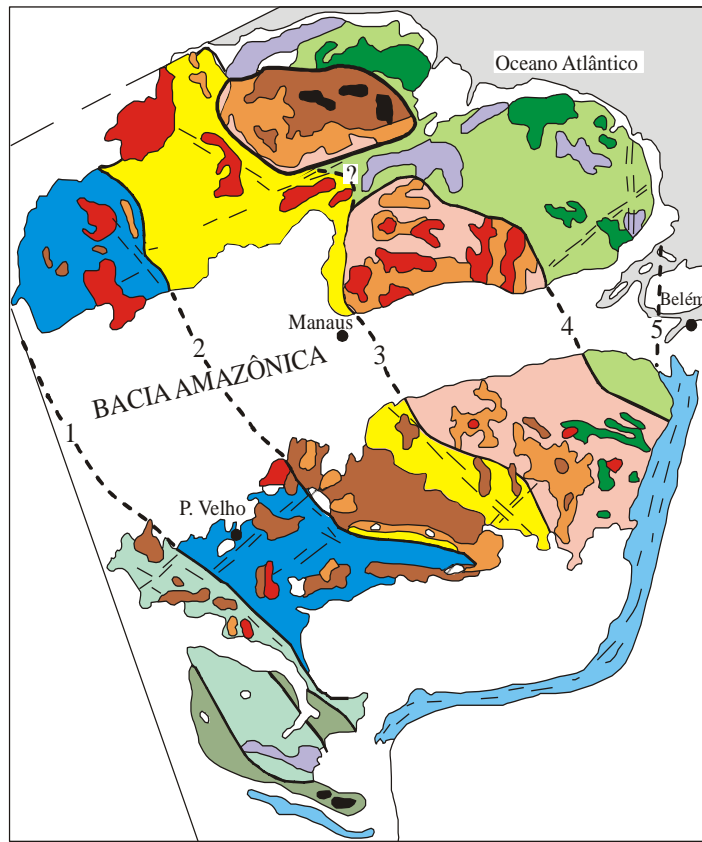 Oceano Atlântico
?
Belém
Manaus
1
2
3
4
5
BACIA AMAZÔNICA
P. Velho